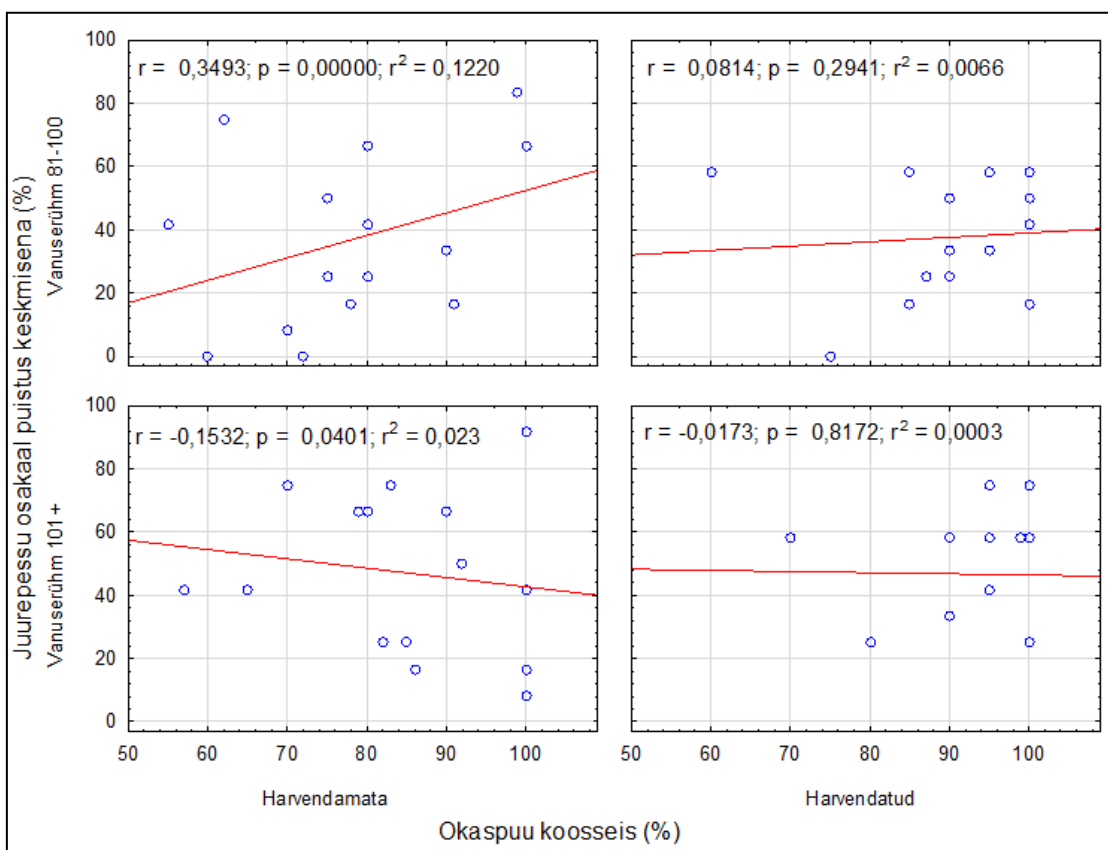 Juurepessu osakaal puistus keskmisena (%)
Vanuserühm 81-100
100
80
60
40
20
0
r = 0,3493; p = 0,00000; r² = 0,1220
r = 0,0814; p = 0,2941; r² = 0,0066
Vanuserühm 101+
100
80
60
40
20
0
r = -0,1532; p = 0,0401; r² = 0,023
r = -0,0173; p = 0,8172; r² = 0,0003
50 60 70 80 90 100
50 60 70 80 90 100
Harvendamata
Harvendatud
Okaspuu koosseis (%)